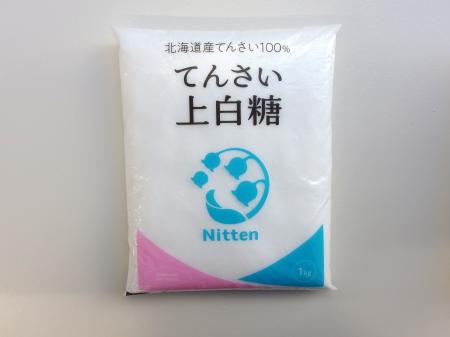 北海道産てんさい100%
てんさい
上白糖
Nitten
1kg